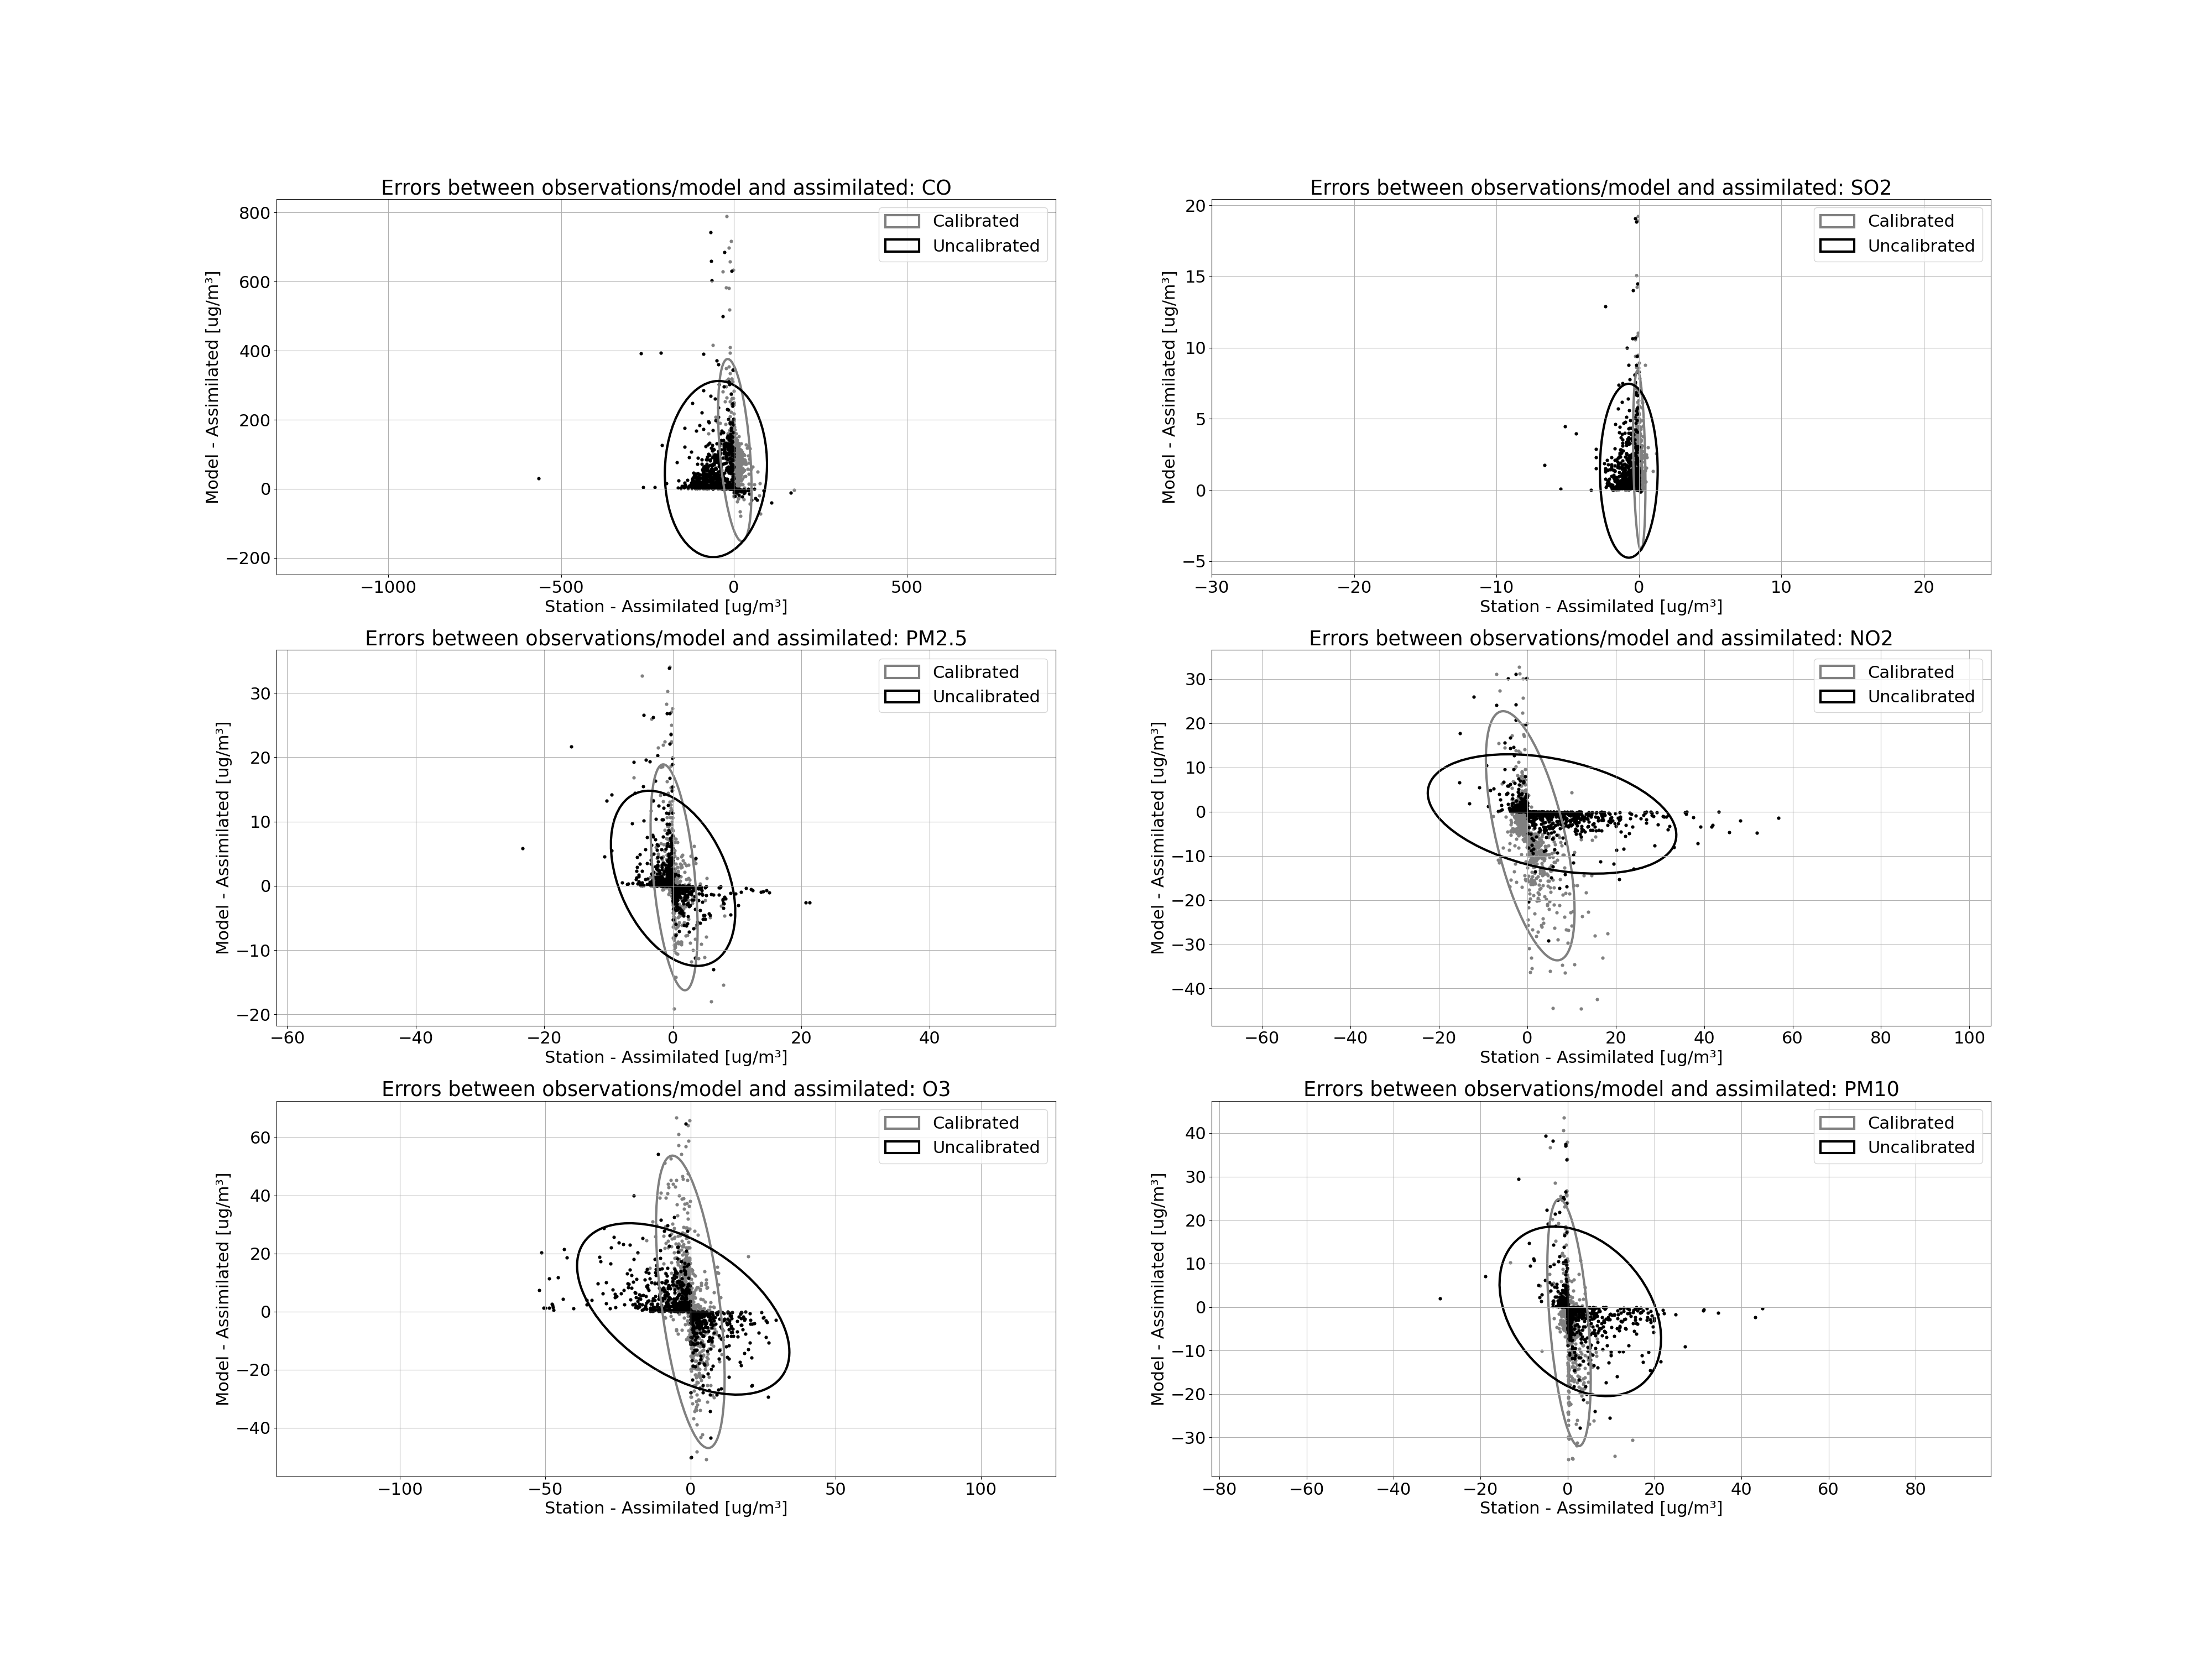 Errors between observations/model and assimilated: CO
Model - Assimilated [ug/m³]
800
600
400
200
0
−200
Calibrated
Uncalibrated
−1000
−500
0
500
Station - Assimilated [ug/m³]
Errors between observations/model and assimilated: SO2
Model - Assimilated [ug/m³]
20
15
10
5
0
−5
Calibrated
Uncalibrated
−30
−20
−10
0
10
20
Station - Assimilated [ug/m³]
Errors between observations/model and assimilated: PM2.5
Model - Assimilated [ug/m³]
30
20
10
0
−10
−20
Calibrated
Uncalibrated
−60
−40
−20
0
20
40
Station - Assimilated [ug/m³]
Errors between observations/model and assimilated: NO2
Model - Assimilated [ug/m³]
30
20
10
0
−10
−20
−30
−40
Calibrated
Uncalibrated
−60
−40
−20
0
20
40
60
80
100
Station - Assimilated [ug/m³]
Errors between observations/model and assimilated: O3
Model - Assimilated [ug/m³]
60
40
20
0
−20
−40
Calibrated
Uncalibrated
−100
−50
0
50
100
Station - Assimilated [ug/m³]
Errors between observations/model and assimilated: PM10
Model - Assimilated [ug/m³]
40
30
20
10
0
−10
−20
−30
Calibrated
Uncalibrated
−80
−60
−40
−20
0
20
40
60
80
Station - Assimilated [ug/m³]